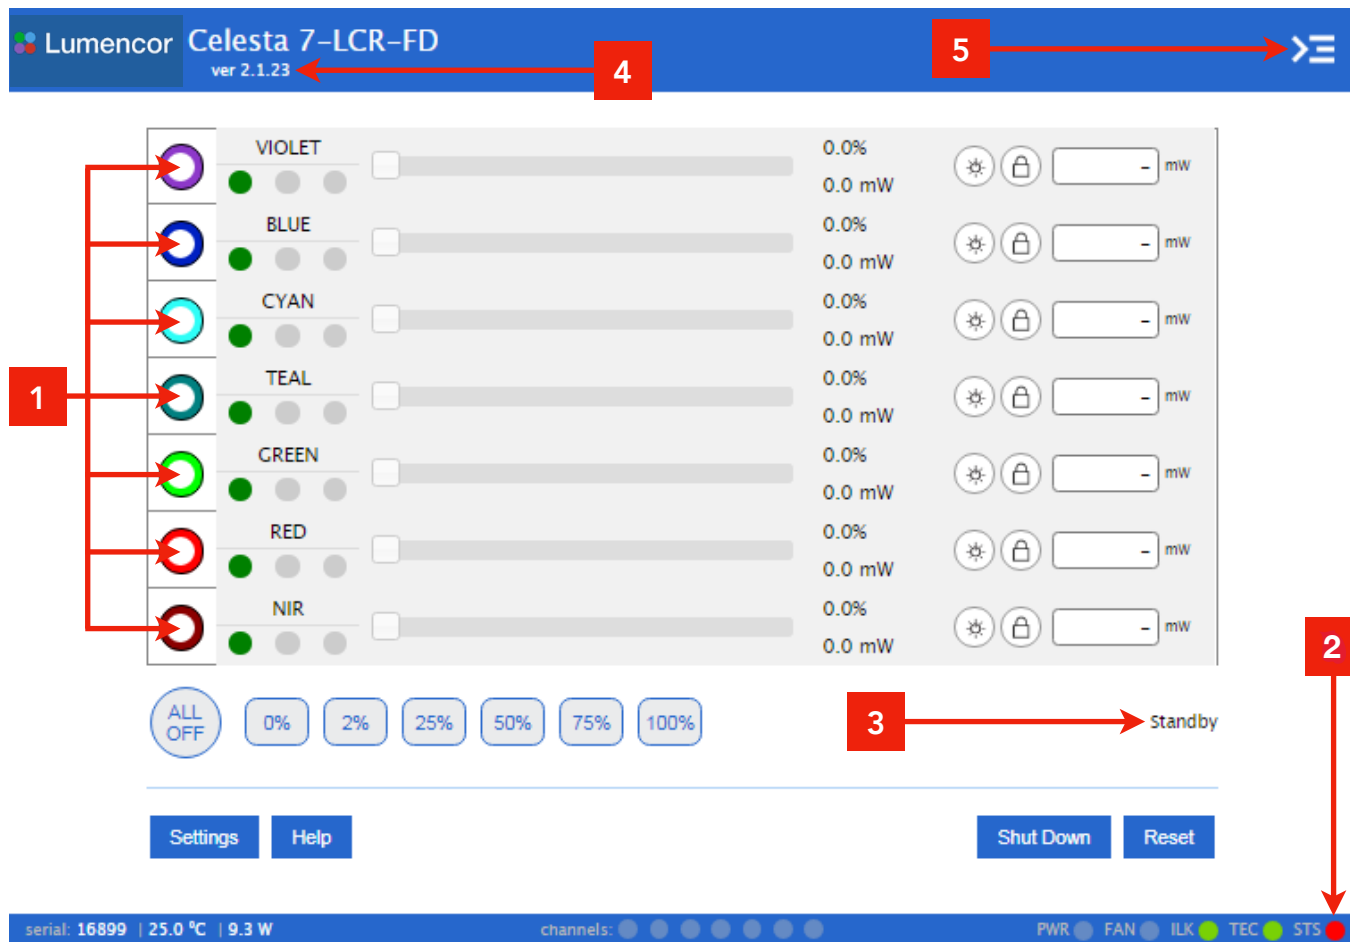 Lumencor Celesta 7-LCR-FD
ver 2.1.23
4
5
VIOLET 0.0%
0.0 mW
- mW
BLUE 0.0%
0.0 mW
- mW
CYAN 0.0%
0.0 mW
- mW
1
TEAL 0.0%
0.0 mW
- mW
GREEN 0.0%
0.0 mW
- mW
RED 0.0%
0.0 mW
- mW
NIR 0.0%
0.0 mW
- mW
2
ALL
OFF
0% 2% 25% 50% 75% 100%
3
Standby
Settings Help Shut Down Reset
serial: 16899 | 25.0 °C | 9.3 W channels: PWR FAN ILK TEC STS